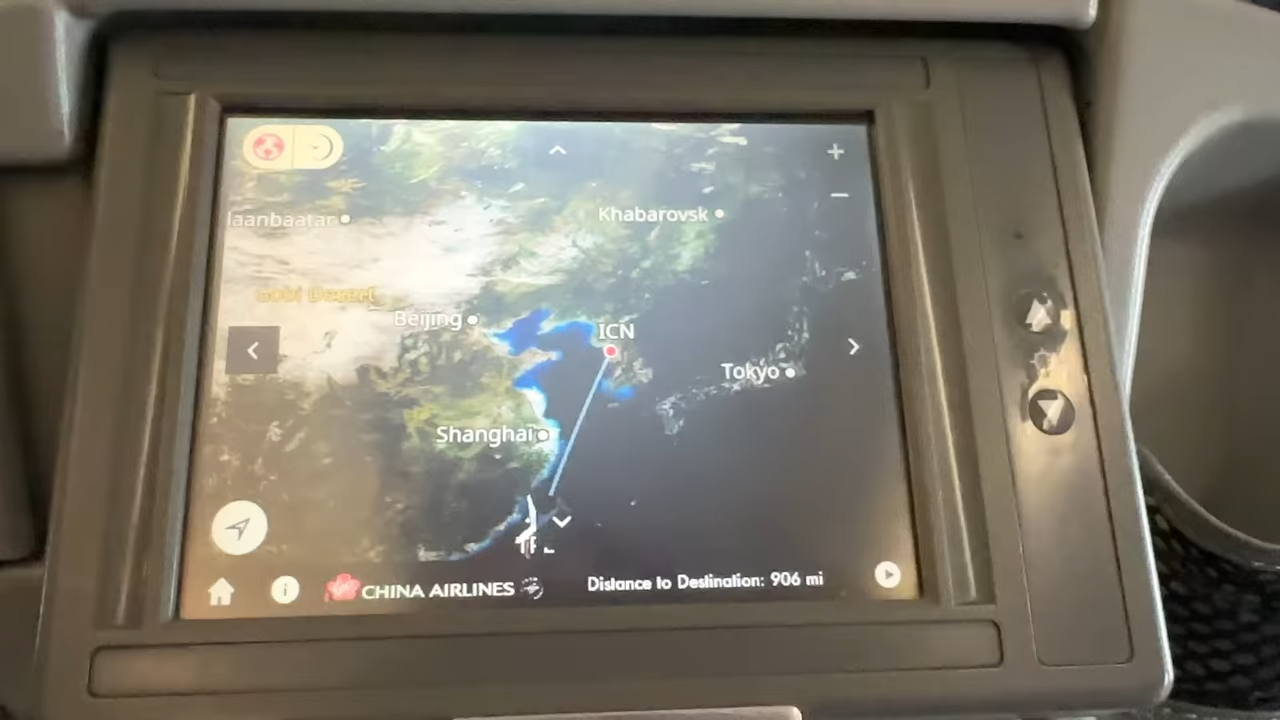 laanbaatar
Khabarovsk
Gobi Desert
Beijing
ICN
Tokyo
Shanghai
CHINA AIRLINES
Distance to Destination: 906 mi